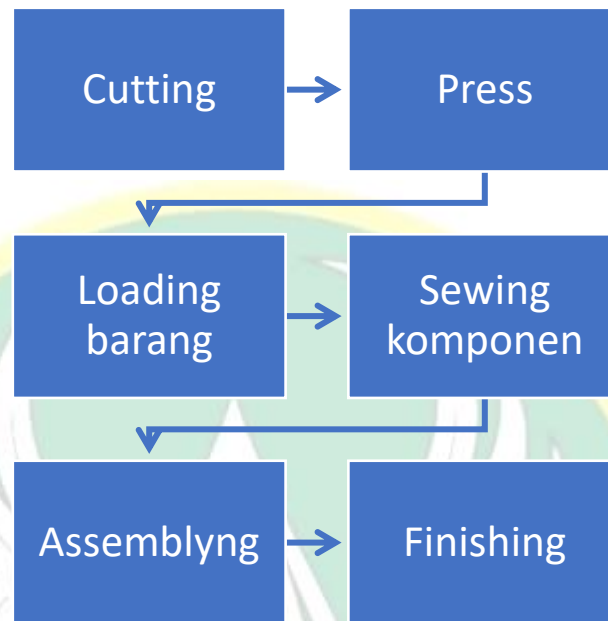 Cutting
Press
Loading
barang
Sewing
komponen
Assemblyng
Finishing